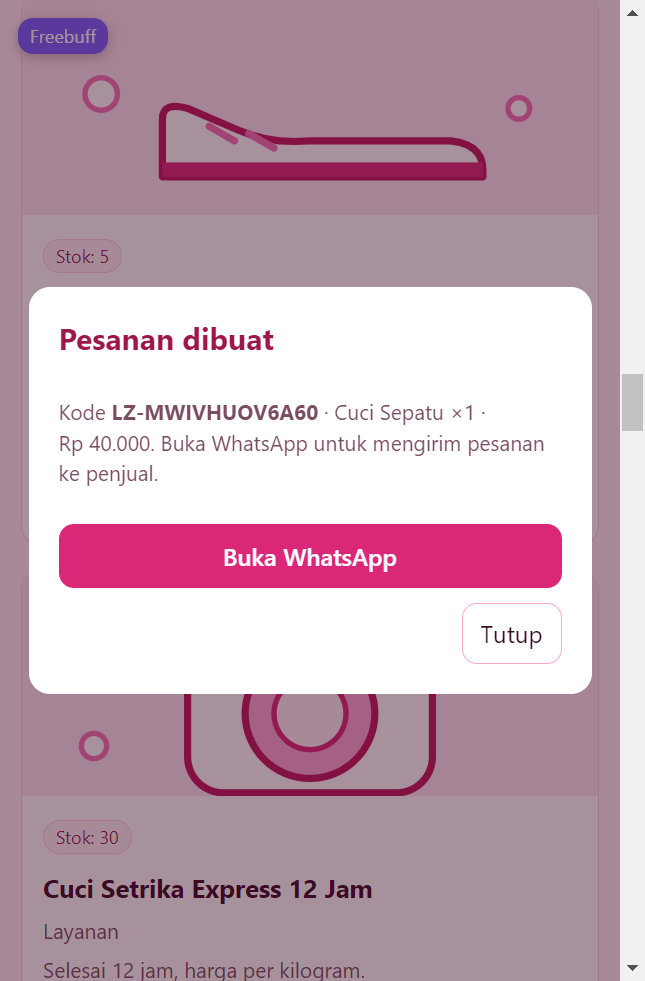 Freebuff
Stok: 5
Pesanan dibuat
Kode LZ-MWIVHUOV6A60 · Cuci Sepatu ×1 ·
Rp 40.000. Buka WhatsApp untuk mengirim pesanan
ke penjual.
Buka WhatsApp
Tutup
Stok: 30
Cuci Setrika Express 12 Jam
Layanan
Selesai 12 jam, harga per kilogram.